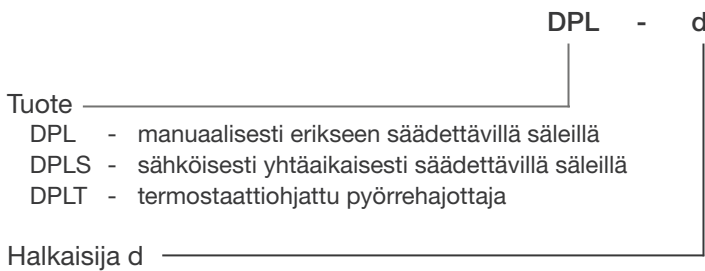 DPL - d
Tuote
DPL - manuaalisesti erikseen säädettävillä säleillä
DPLS - sähköisesti yhtäaikaisesti säädettävillä säleillä
DPLT - termostaattiohjattu pyörrehajottaja
Halkaisija d